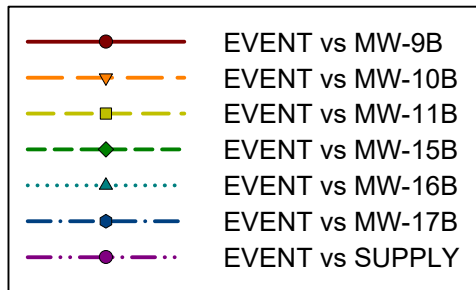 EVENT vs MW-9B
EVENT vs MW-10B
EVENT vs MW-11B
EVENT vs MW-15B
EVENT vs MW-16B
EVENT vs MW-17B
EVENT vs SUPPLY